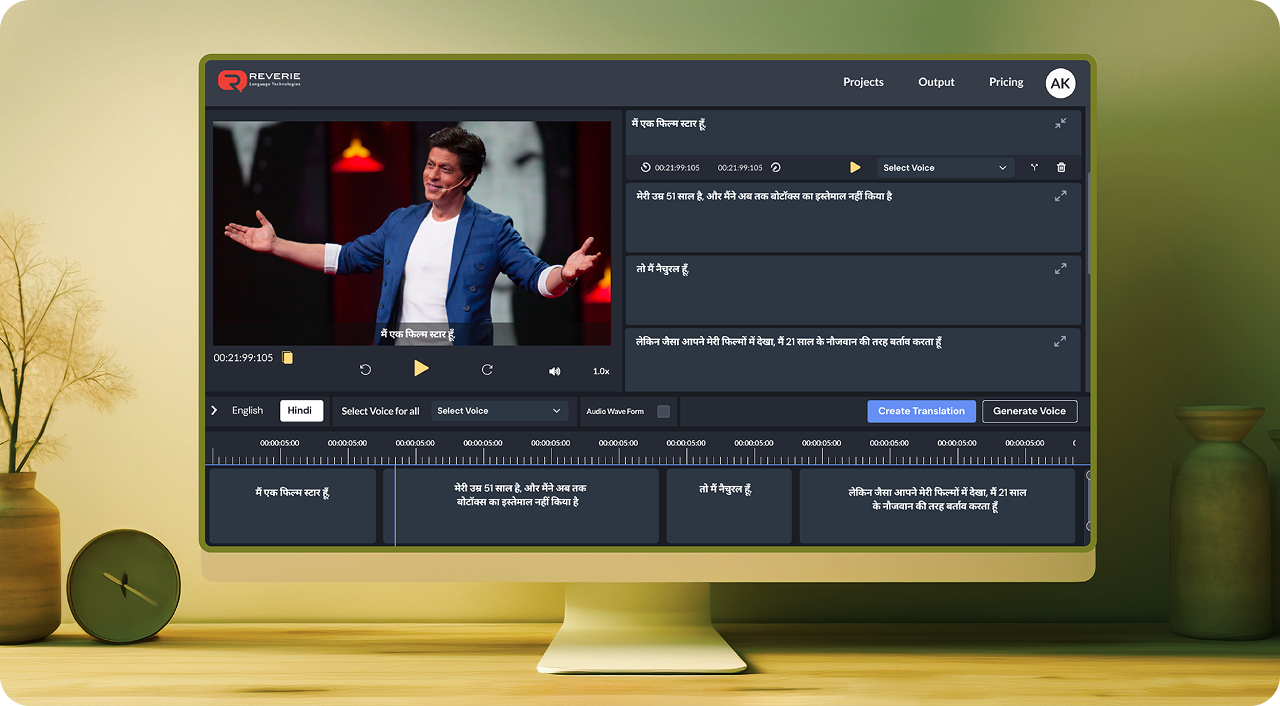 REVERIE
Language Technologies
Projects
Output
Pricing
AK
मैं एक फिल्म स्टार हूँ,
00:21:99:105
00:21:99:105
Select Voice
मेरी उम्र 51 साल है, और मैंने अब तक बोटॉक्स का इस्तेमाल नहीं किया है
तो मैं नैचुरल हूँ,
लेकिन जैसा आपने मेरी फिल्मों में देखा, मैं 21 साल के नौजवान की तरह बर्ताव करता हूँ
मैं एक फिल्म स्टार हूँ,
00:21:99:105
1.0x
English
Hindi
Select Voice for all
Select Voice
Audio Wave Form
Create Translation
Generate Voice
00:00:05:00
00:00:05:00
00:00:05:00
00:00:05:00
00:00:05:00
00:00:05:00
00:00:05:00
00:00:05:00
00:00:05:00
00:00:05:00
00:00:05:00
00:00:05:00
मैं एक फिल्म स्टार हूँ,
मेरी उम्र 51 साल है, और मैंने अब तक
बोटॉक्स का इस्तेमाल नहीं किया है
तो मैं नैचुरल हूँ,
लेकिन जैसा आपने मेरी फिल्मों में देखा, मैं 21 साल
के नौजवान की तरह बर्ताव करता हूँ